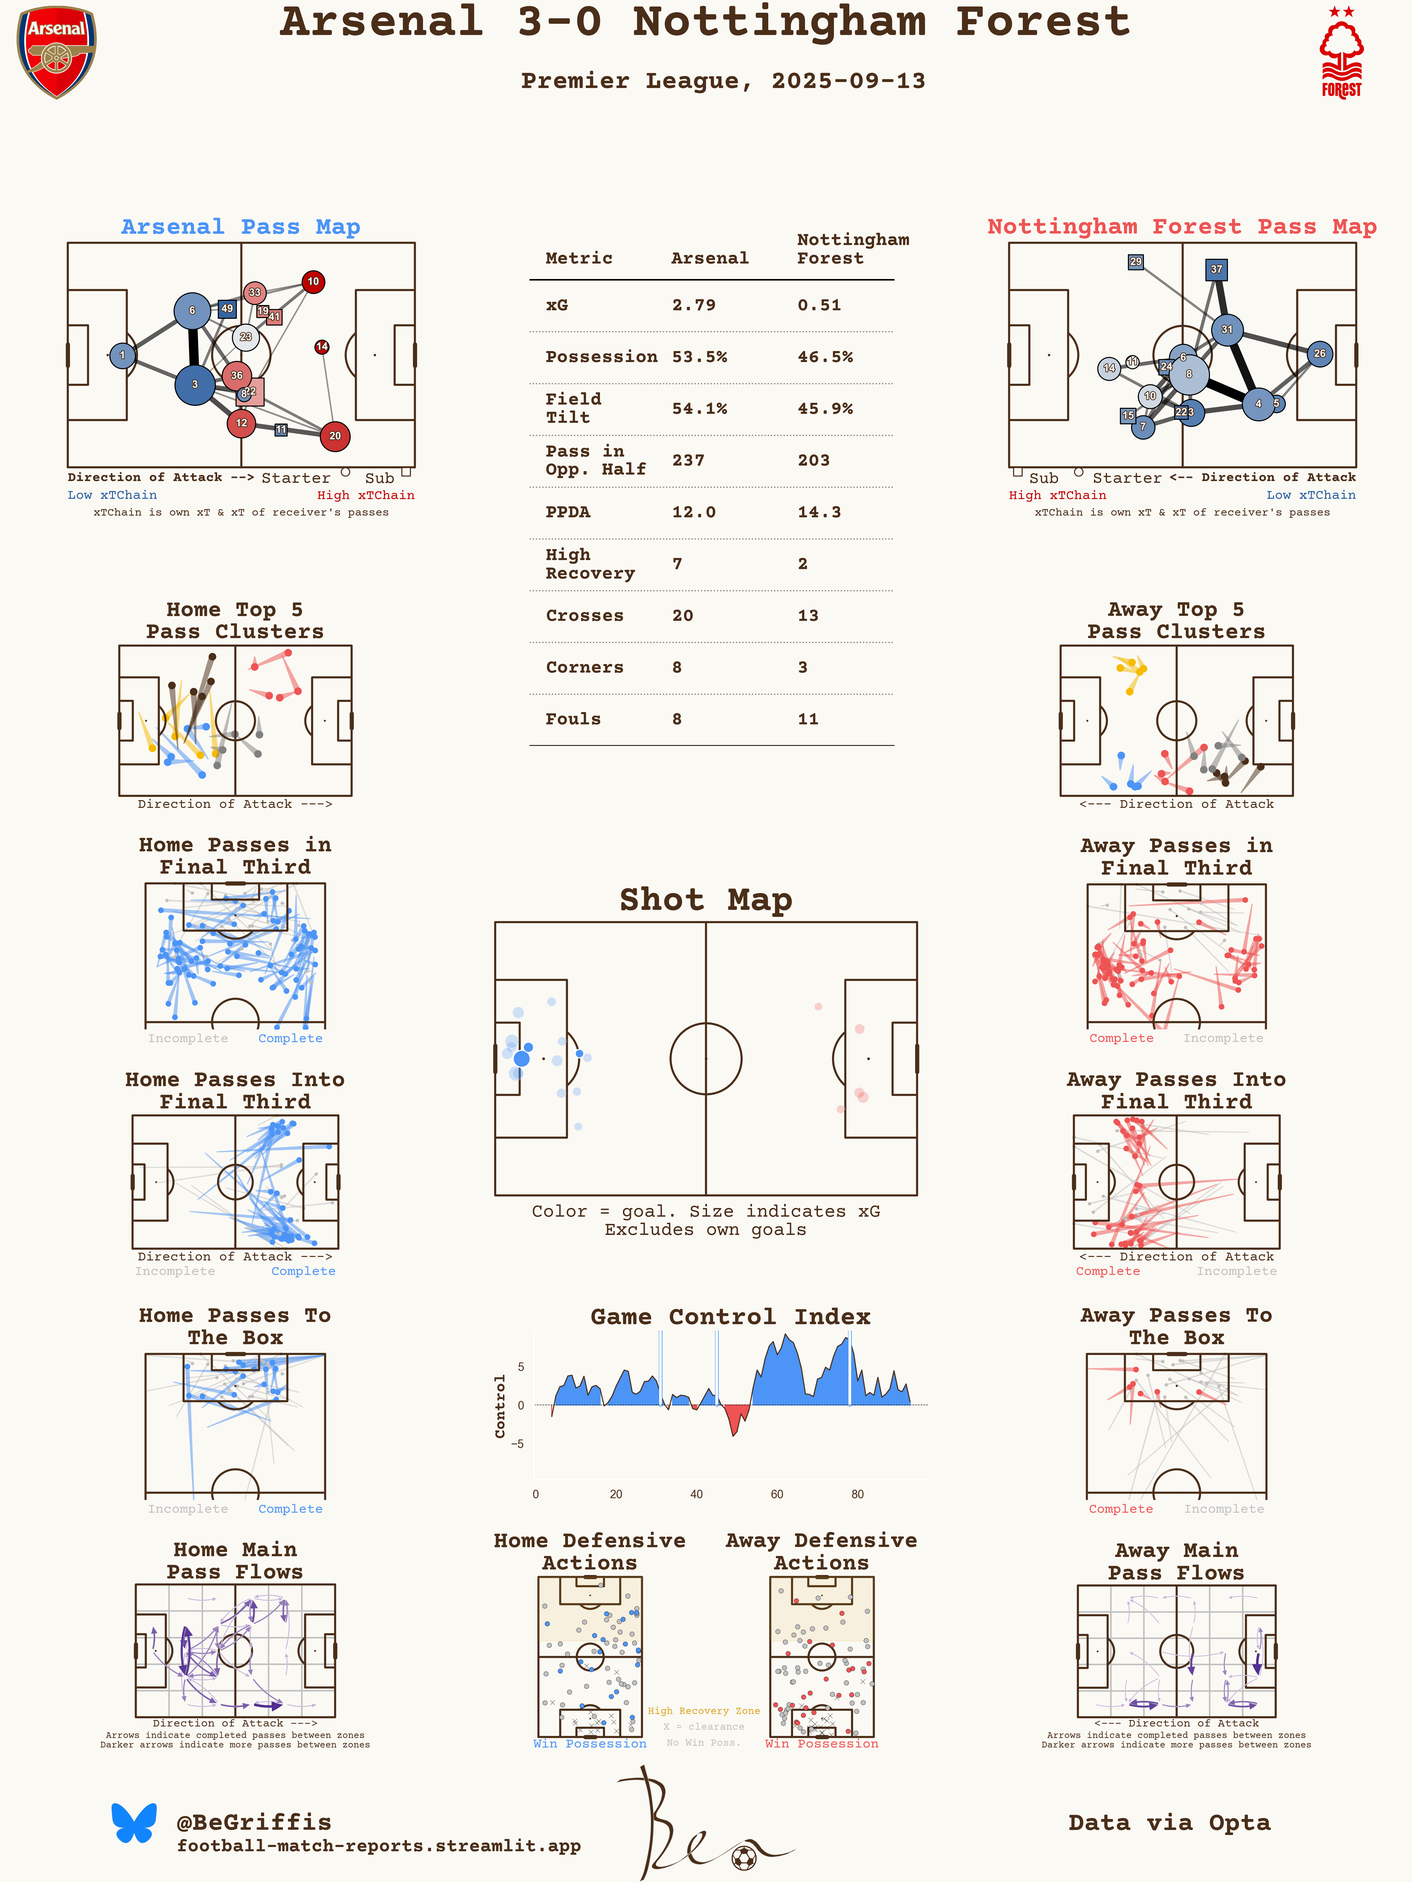 Arsenal 3-0 Nottingham Forest
Premier League, 2025-09-13
Arsenal
FOREST
Arsenal Pass Map
1
6
3
49
33
10
19
41
23
14
36
8
22
12
11
20
Direction of Attack --> Starter Sub
Low xTChain High xTChain
xTChain is own xT & xT of receiver's passes
Metric Arsenal Nottingham Forest
xG 2.79 0.51
Possession 53.5% 46.5%
Field Tilt 54.1% 45.9%
Pass in Opp. Half 237 203
PPDA 12.0 14.3
High Recovery 7 2
Crosses 20 13
Corners 8 3
Fouls 8 11
Nottingham Forest Pass Map
29
37
31
26
14
11
6
24
8
10
15
7
22
3
4
5
Sub Starter <-- Direction of Attack
High xTChain Low xTChain
xTChain is own xT & xT of receiver's passes
Home Top 5
Pass Clusters
Direction of Attack --->
Away Top 5
Pass Clusters
<--- Direction of Attack
Home Passes in
Final Third
Incomplete Complete
Away Passes in
Final Third
Complete Incomplete
Shot Map
Color = goal. Size indicates xG
Excludes own goals
Home Passes Into
Final Third
Direction of Attack --->
Incomplete Complete
Away Passes Into
Final Third
<--- Direction of Attack
Complete Incomplete
Home Passes To
The Box
Incomplete Complete
Game Control Index
Control
5
0
−5
0 20 40 60 80
Away Passes To
The Box
Complete Incomplete
Home Main
Pass Flows
Direction of Attack --->
Arrows indicate completed passes between zones
Darker arrows indicate more passes between zones
Home Defensive
Actions
Win Possession
High Recovery Zone
X = clearance
No Win Poss.
Away Defensive
Actions
Win Possession
Away Main
Pass Flows
<--- Direction of Attack
Arrows indicate completed passes between zones
Darker arrows indicate more passes between zones
@BeGriffis
football-match-reports.streamlit.app
Ben
Data via Opta